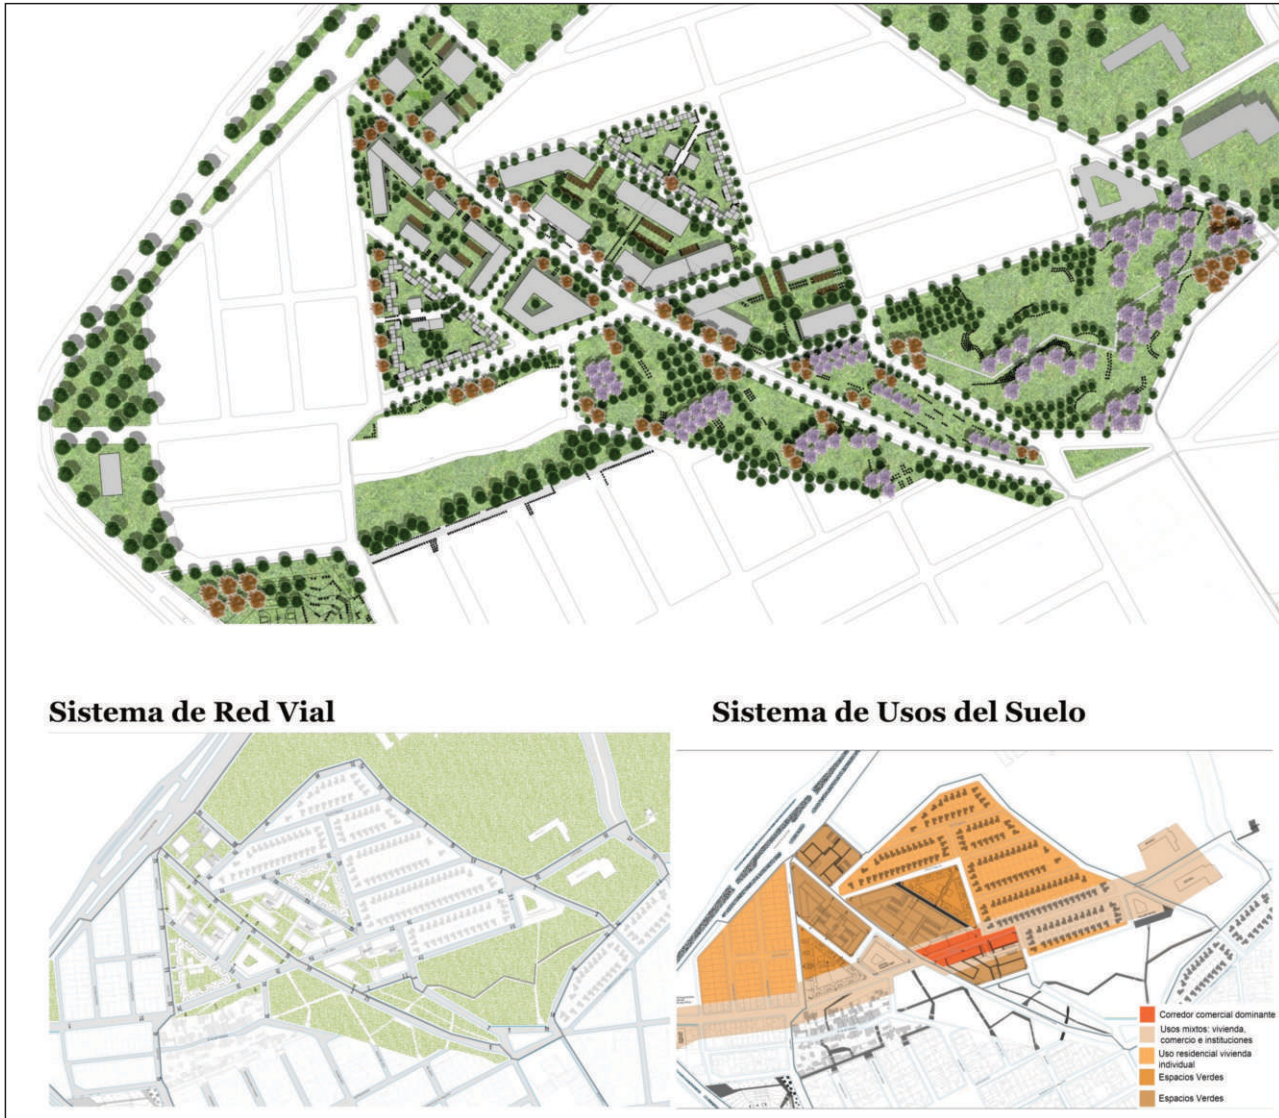 Sistema de Red Vial
Sistema de Usos del Suelo
Corredor comercial dominante
Usos mixtos: vivienda,
comercio e instituciones
Uso residencial vivienda
individual
Espacios Verdes
Espacios Verdes